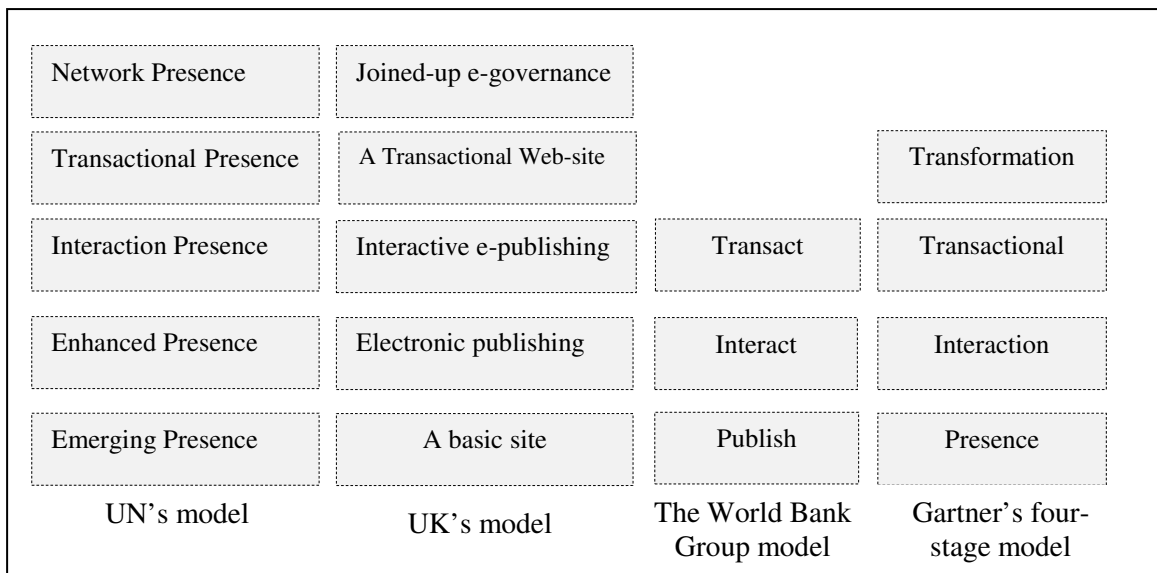 Network Presence
Joined-up e-governance
Transactional Presence
A Transactional Web-site
Transformation
Interaction Presence
Interactive e-publishing
Transact
Transactional
Enhanced Presence
Electronic publishing
Interact
Interaction
Emerging Presence
A basic site
Publish
Presence
UN’s model
UK’s model
The World Bank
Group model
Gartner’s four-
stage model